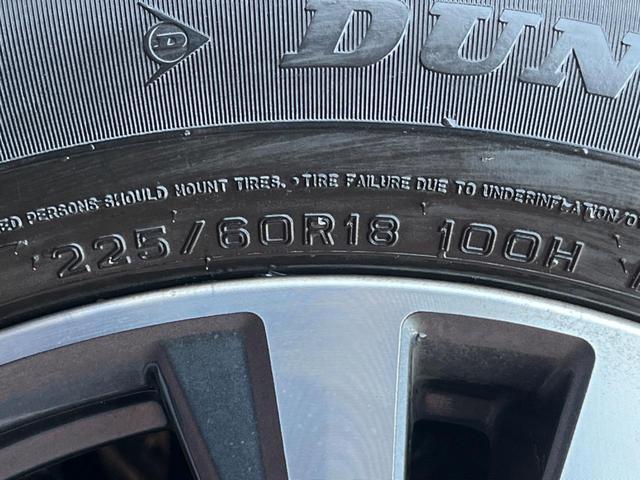 D DUN
ED PERSONS SHOULD MOUNT TIRES. • TIRE FAILURE DUE TO UNDERINFLATION/O
225/60R18 100H